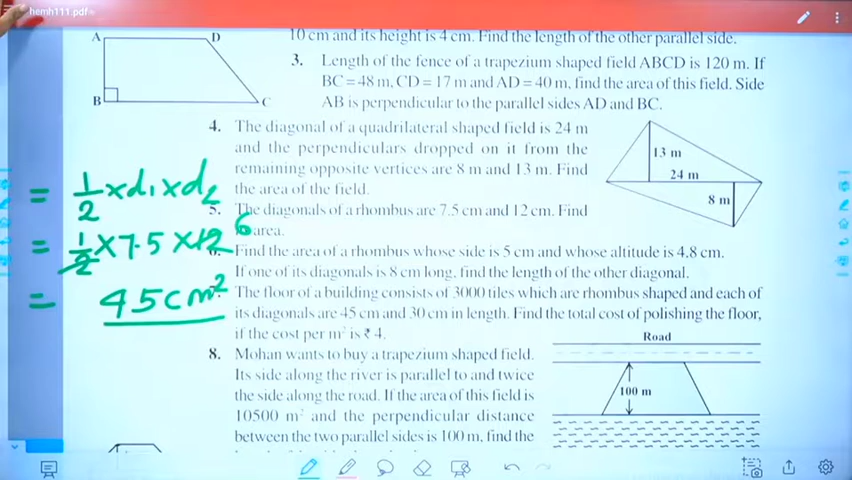 hemh111.pdf
A
D
B
C
10 cm and its height is 4 cm. Find the length of the other parallel side.
3. Length of the fence of a trapezium shaped field ABCD is 120 m. If
BC = 48 m, CD = 17 m and AD = 40 m, find the area of this field. Side
AB is perpendicular to the parallel sides AD and BC.
4. The diagonal of a quadrilateral shaped field is 24 m
and the perpendiculars dropped on it from the
remaining opposite vertices are 8 m and 13 m. Find
the area of the field.
13 m
24 m
8 m
5. The diagonals of a rhombus are 7.5 cm and 12 cm. Find
area.
= 1/2 × d1 × d2
= 1/2 × 7.5 × 12 6
= 45 cm²
Find the area of a rhombus whose side is 5 cm and whose altitude is 4.8 cm.
If one of its diagonals is 8 cm long, find the length of the other diagonal.
The floor of a building consists of 3000 tiles which are rhombus shaped and each of
its diagonals are 45 cm and 30 cm in length. Find the total cost of polishing the floor,
if the cost per m² is ₹ 4.
8. Mohan wants to buy a trapezium shaped field.
Its side along the river is parallel to and twice
the side along the road. If the area of this field is
10500 m² and the perpendicular distance
between the two parallel sides is 100 m, find the
Road
100 m